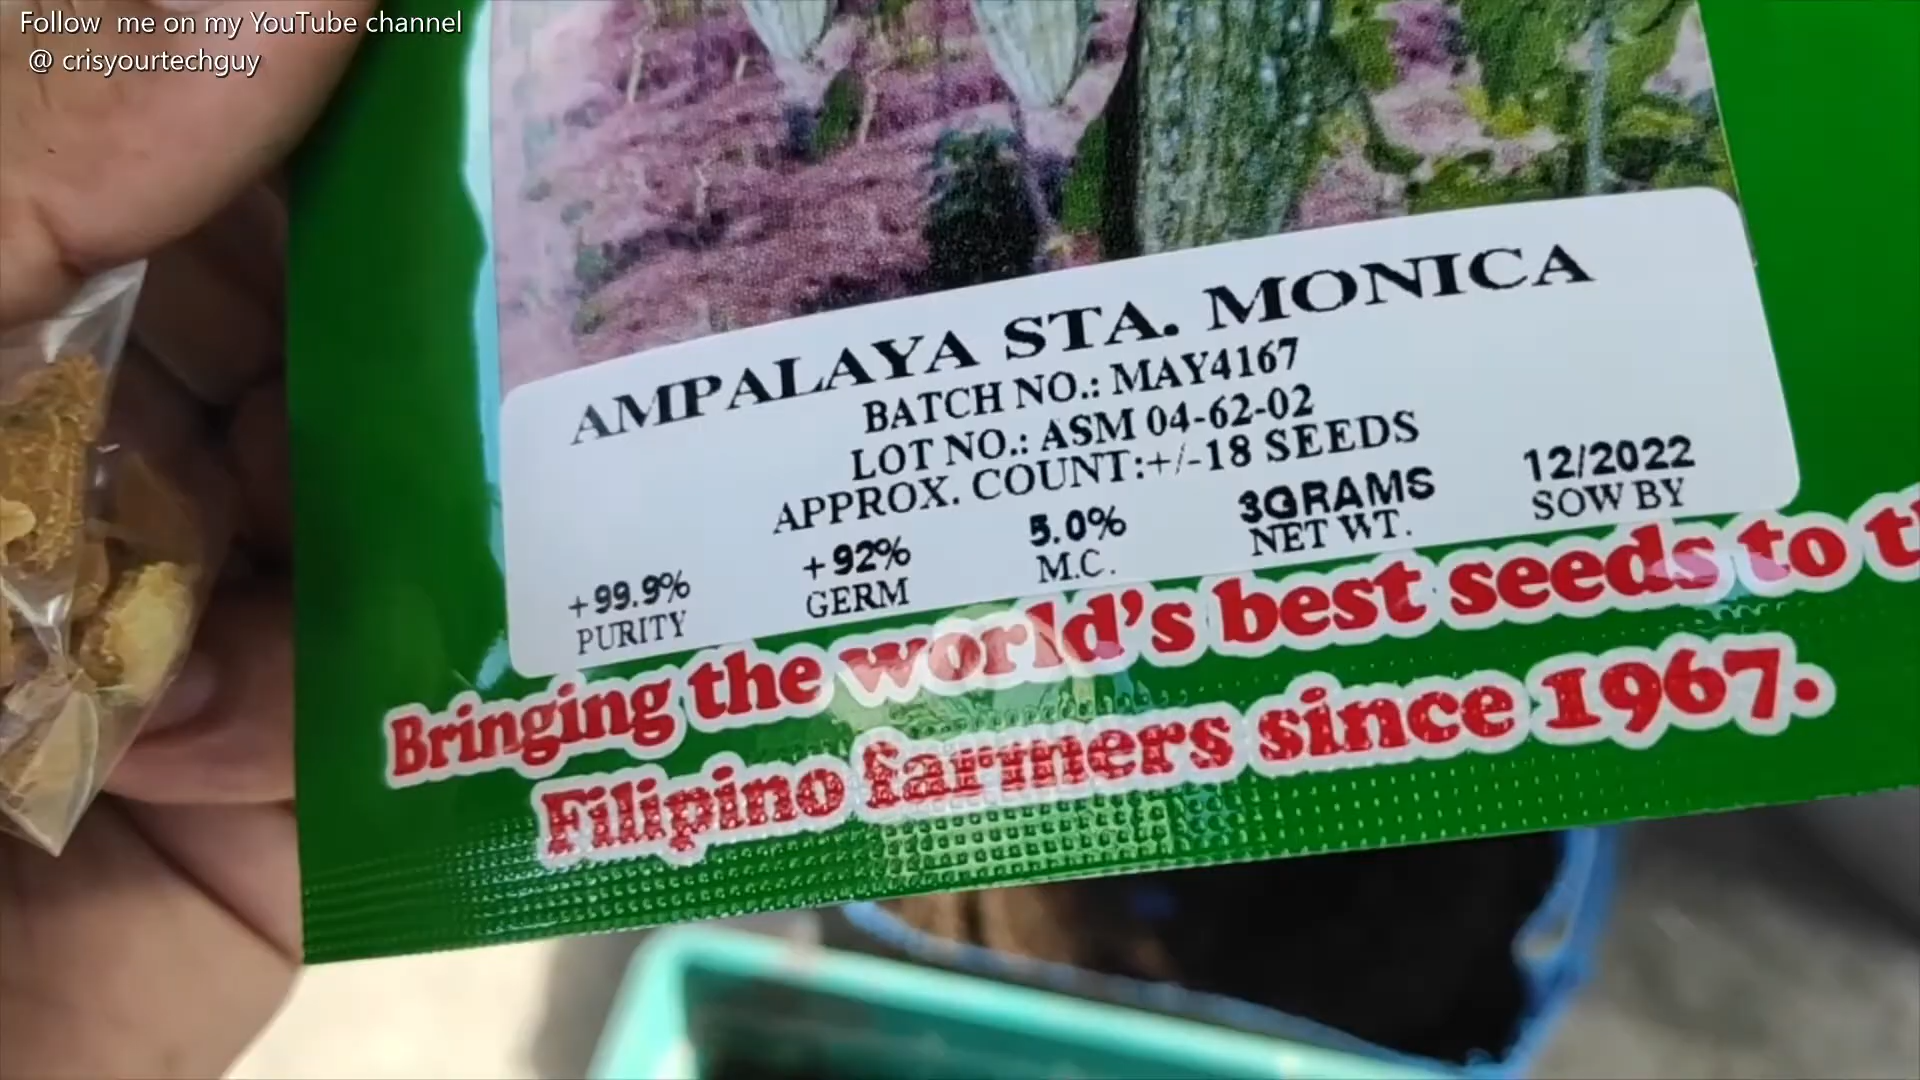 Follow me on my YouTube channel
@ crisyourtechguy
AMPALAYA STA. MONICA
BATCH NO.: MAY4167
LOT NO.: ASM 04-62-02
APPROX. COUNT:+/-18 SEEDS
+99.9% +92% 5.0% 3GRAMS 12/2022
PURITY GERM M.C. NET WT. SOW BY
Bringing the world's best seeds to
Filipino farmers since 1967.